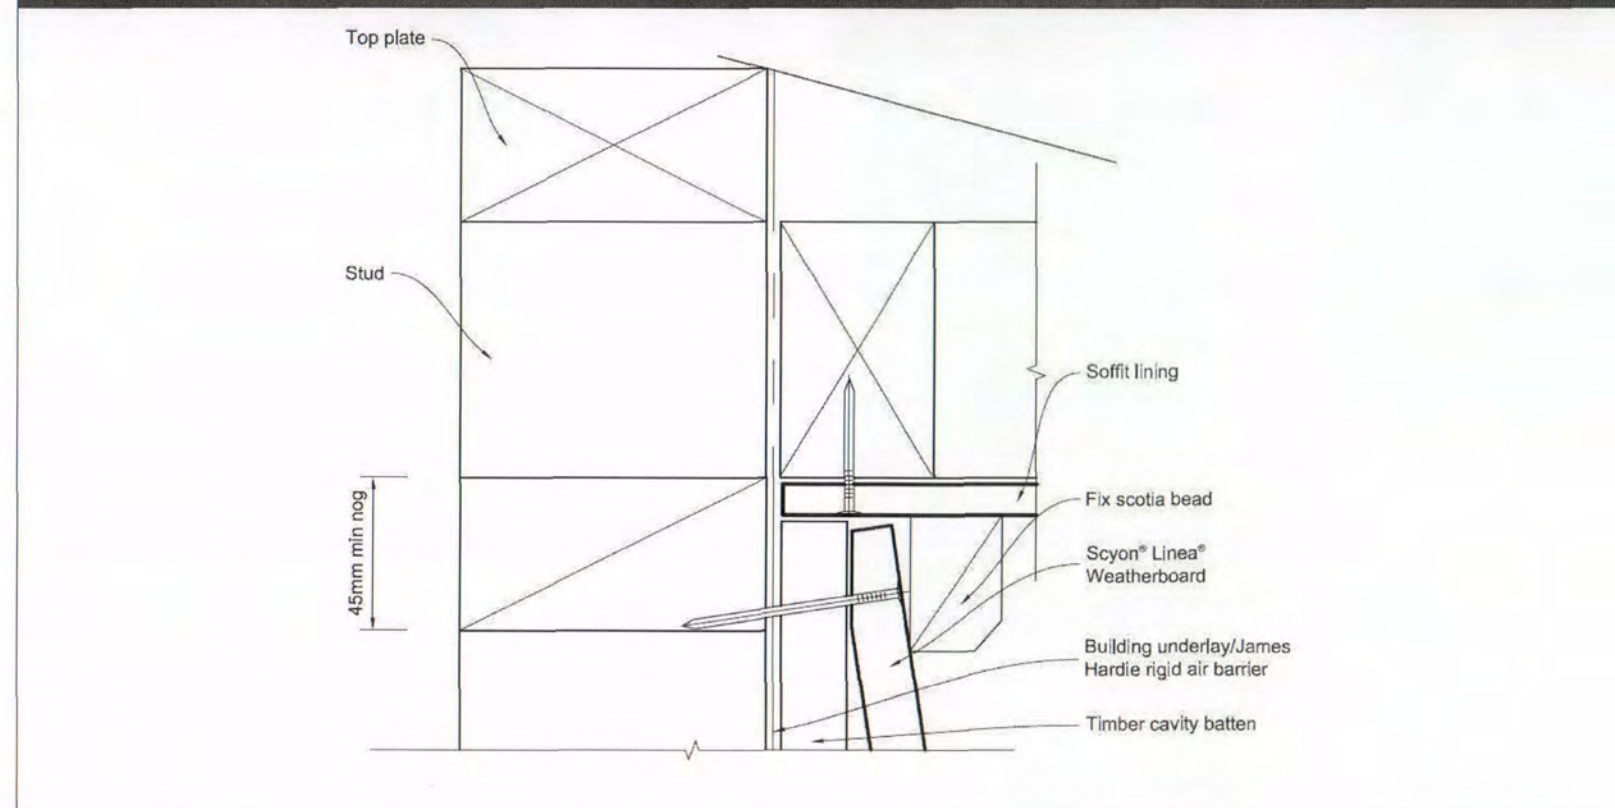 Top plate
Stud
Soffit lining
45mm min nog
Fix scotia bead
Scyon® Linea®
Weatherboard
Building underlay/James
Hardie rigid air barrier
Timber cavity batten